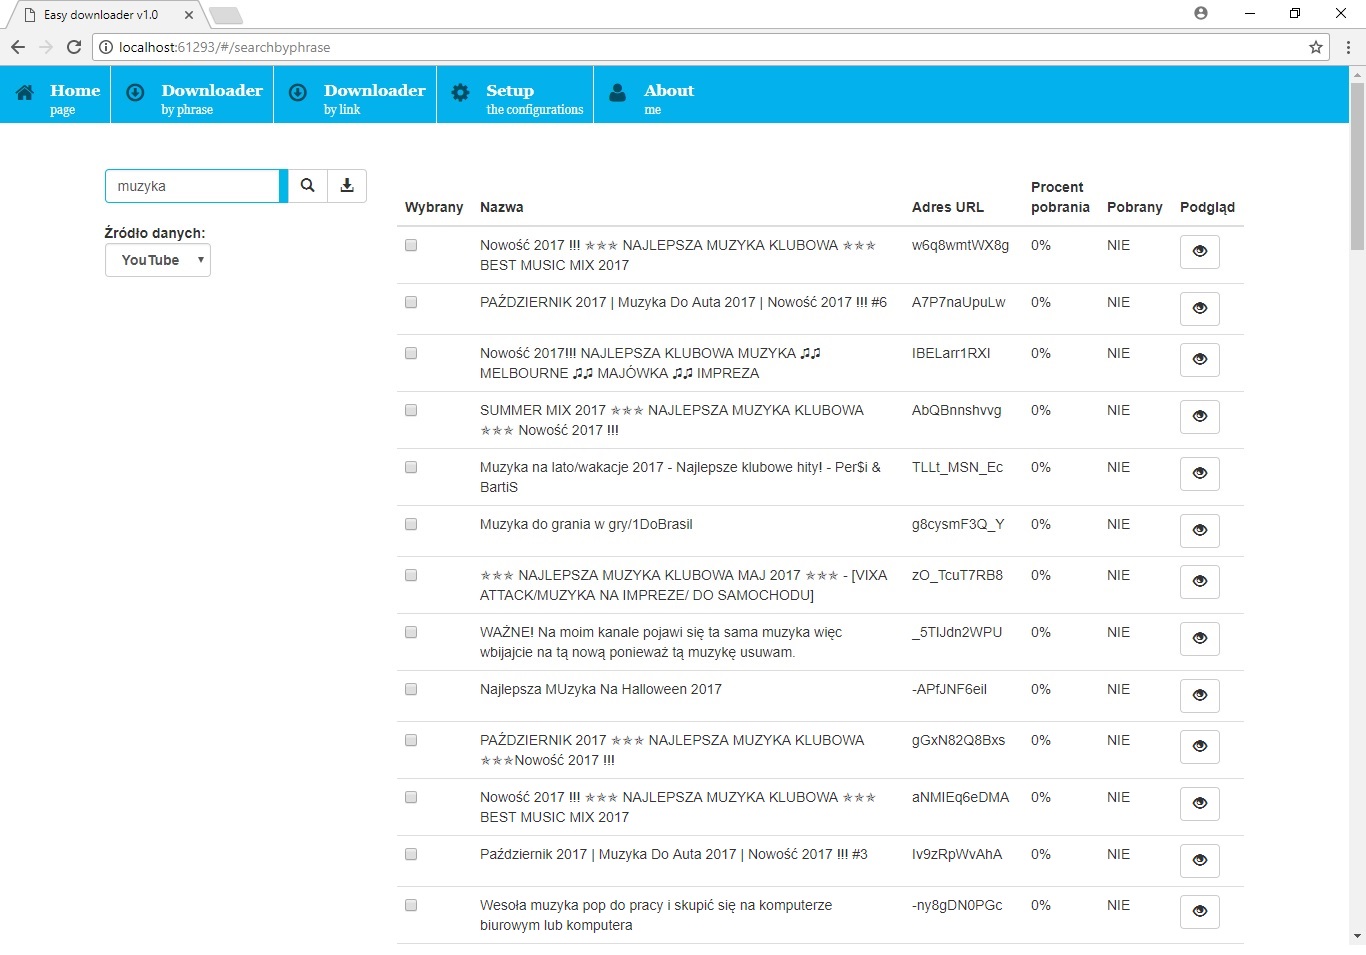 Easy downloader v1.0
localhost:61293/#/searchbyphrase
Home
page
Downloader
by phrase
Downloader
by link
Setup
the configurations
About
me
muzyka
Źródło danych:
YouTube
Wybrany Nazwa Adres URL Procent pobrania Pobrany Podgląd
Nowość 2017 !!! ✯✯✯ NAJLEPSZA MUZYKA KLUBOWA ✯✯✯ w6q8wmtWX8g 0% NIE
BEST MUSIC MIX 2017
PAŹDZIERNIK 2017 | Muzyka Do Auta 2017 | Nowość 2017 !!! #6 A7P7naUpuLw 0% NIE
Nowość 2017!!! NAJLEPSZA KLUBOWA MUZYKA ♫♫ IBELarr1RXI 0% NIE
MELBOURNE ♫♫ MAJÓWKA ♫♫ IMPREZA
SUMMER MIX 2017 ✯✯✯ NAJLEPSZA MUZYKA KLUBOWA AbQBnnshvvg 0% NIE
✯✯✯ Nowość 2017 !!!
Muzyka na lato/wakacje 2017 - Najlepsze klubowe hity! - Per$i & TLLt_MSN_Ec 0% NIE
BartiS
Muzyka do grania w gry/1DoBrasil g8cysmF3Q_Y 0% NIE
✯✯✯ NAJLEPSZA MUZYKA KLUBOWA MAJ 2017 ✯✯✯ - [VIXA zO_TcuT7RB8 0% NIE
ATTACK/MUZYKA NA IMPREZE/ DO SAMOCHODU]
WAŻNE! Na moim kanale pojawi się ta sama muzyka więc _5TIJdn2WPU 0% NIE
wbijajcie na tą nową ponieważ tą muzykę usuwam.
Najlepsza MUzyka Na Halloween 2017 -APfJNF6eiI 0% NIE
PAŹDZIERNIK 2017 ✯✯✯ NAJLEPSZA MUZYKA KLUBOWA gGxN82Q8Bxs 0% NIE
✯✯✯Nowość 2017 !!!
Nowość 2017 !!! ✯✯✯ NAJLEPSZA MUZYKA KLUBOWA ✯✯✯ aNMIEq6eDMA 0% NIE
BEST MUSIC MIX 2017
Październik 2017 | Muzyka Do Auta 2017 | Nowość 2017 !!! #3 Iv9zRpWvAhA 0% NIE
Wesoła muzyka pop do pracy i skupić się na komputerze -ny8gDN0PGc 0% NIE
biurowym lub komputera